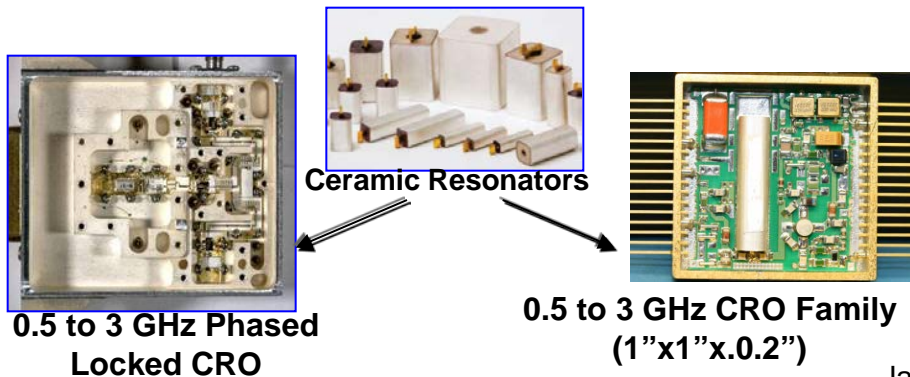 Ceramic Resonators
0.5 to 3 GHz Phased
Locked CRO
0.5 to 3 GHz CRO Family
(1”x1”x.0.2”)